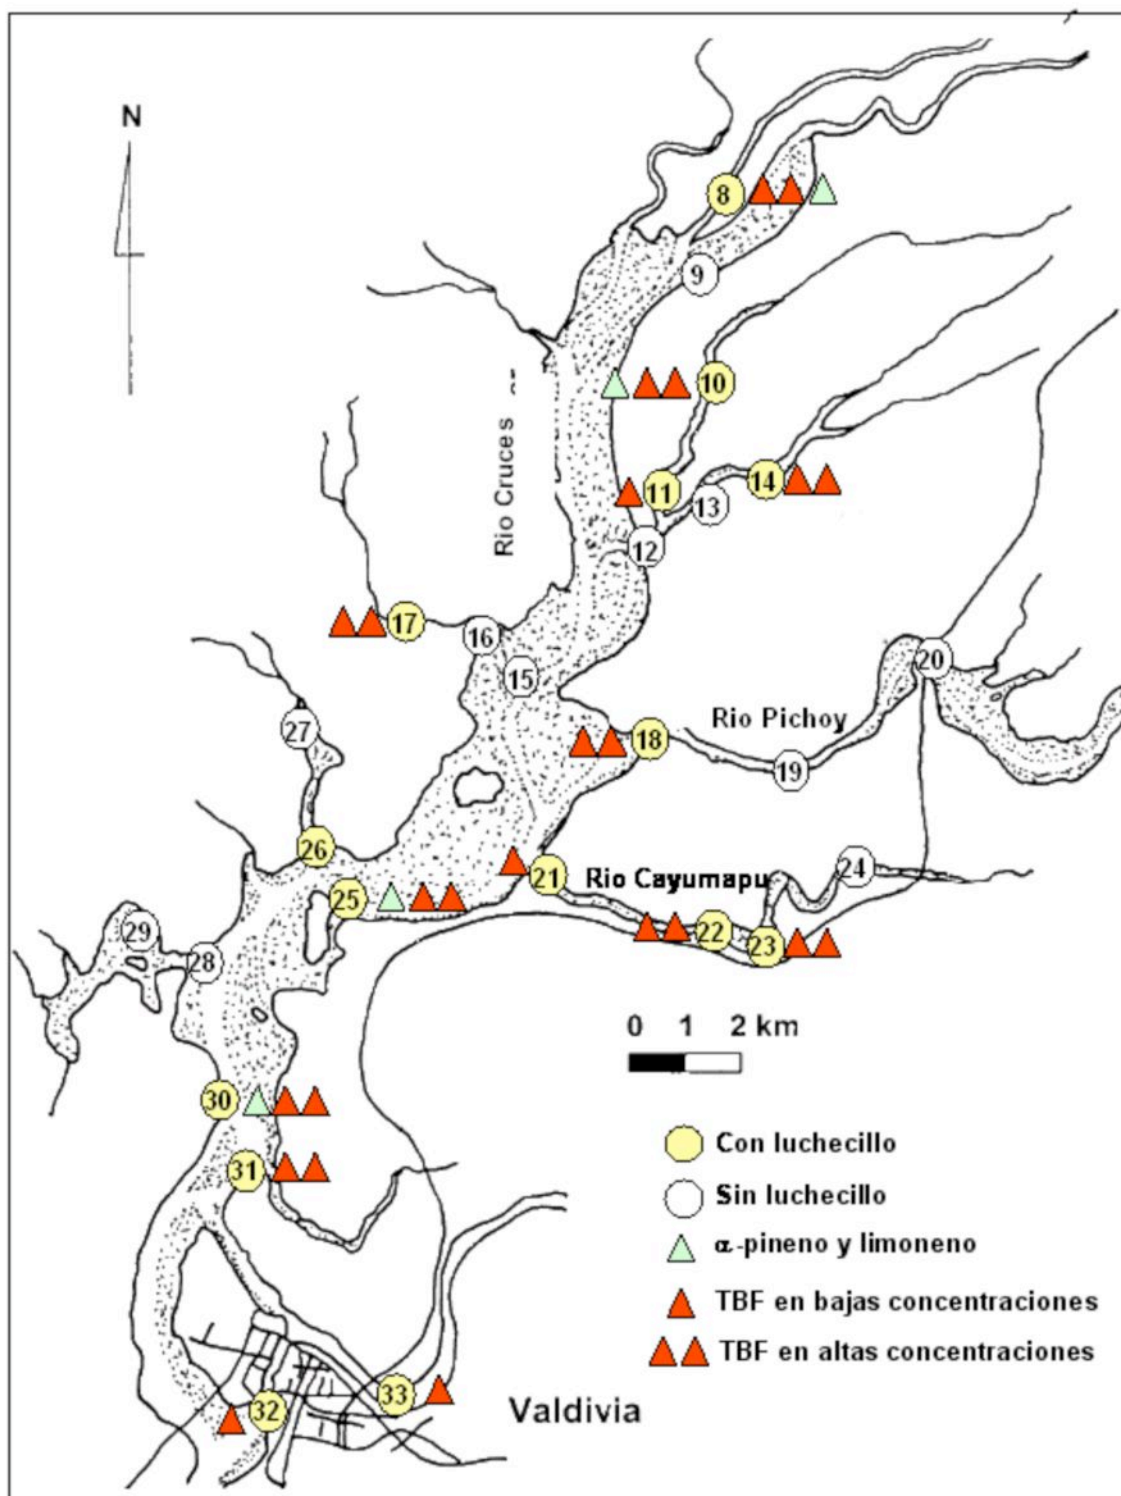 N
8
9
10
11
14
13
12
Rio Cruces
17
16
15
20
Rio Pichoy
18
27
19
26
21
Rio Cayumapu
24
25
22
29
23
28
0 1 2 km
30
Con luchecillo
31
Sin luchecillo
α-pineno y limoneno
TBF en bajas concentraciones
TBF en altas concentraciones
33
32
Valdivia